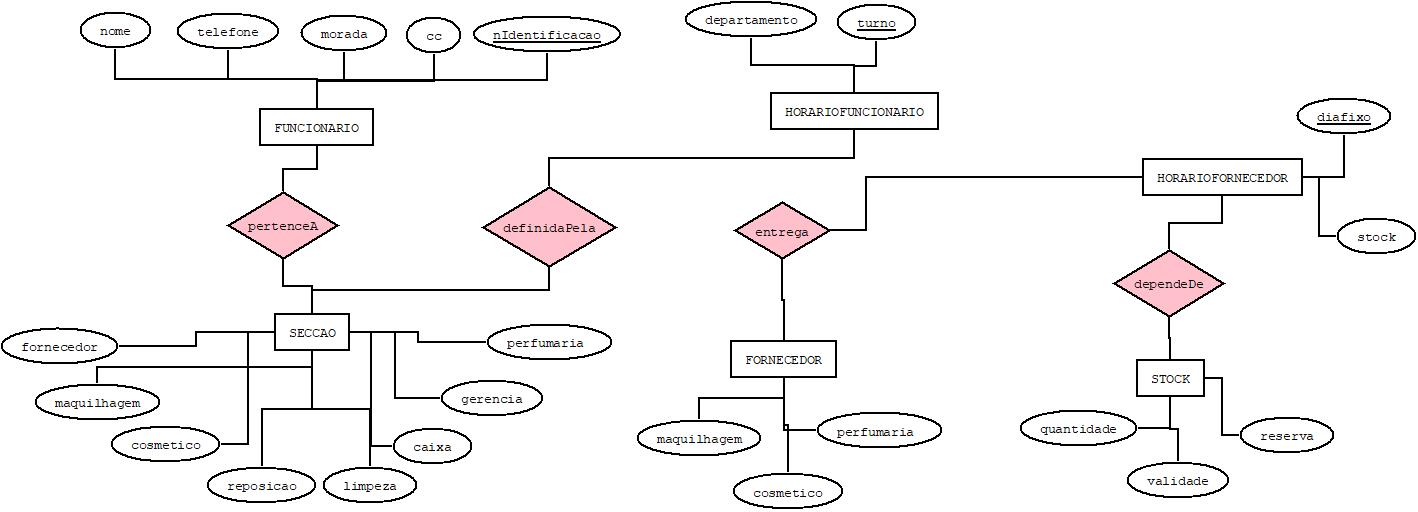 nome
telefone
morada
cc
nIdentificacao
departamento
turno
FUNCIONARIO
HORARIOFUNCIONARIO
diafixo
HORARIOFORNECEDOR
pertenceA
definidaPela
entrega
stock
dependeDe
SECCAO
fornecedor
perfumaria
FORNECEDOR
STOCK
maquilhagem
gerencia
cosmetico
caixa
maquilhagem
perfumaria
quantidade
reserva
reposicao
limpeza
cosmetico
validade